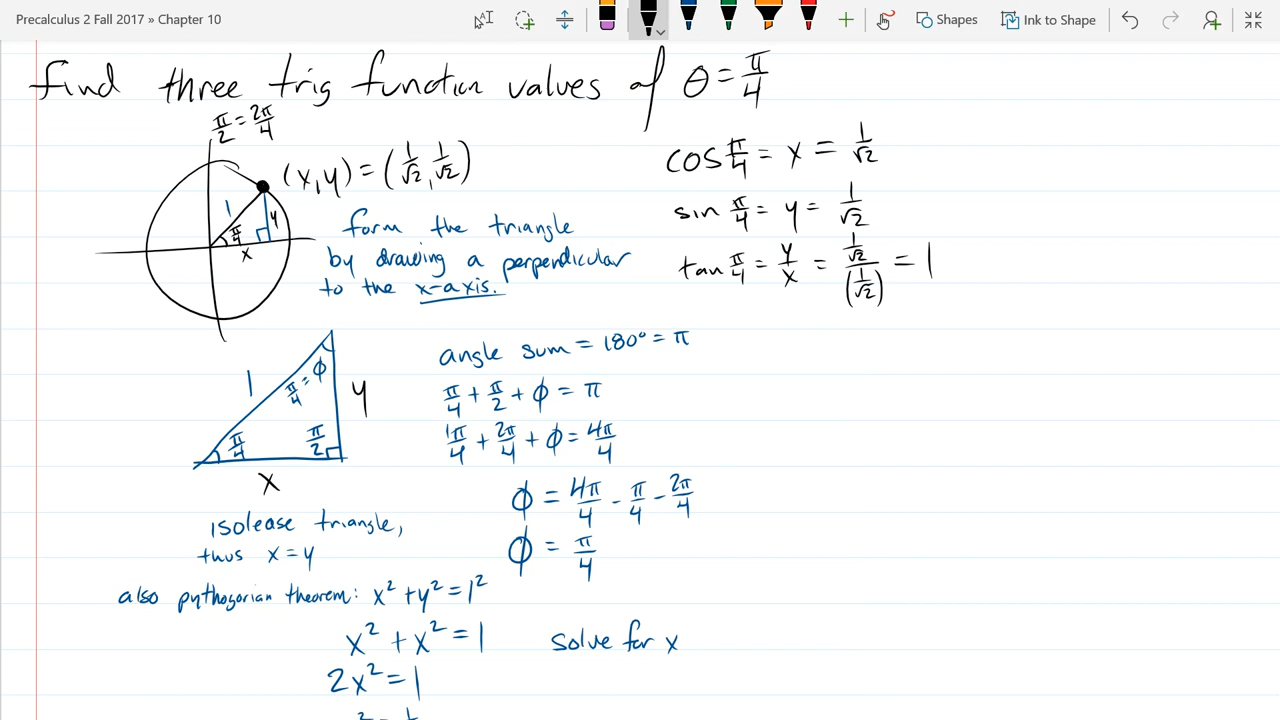 Precalculus 2 Fall 2017 » Chapter 10
Shapes
Ink to Shape
find three trig function values of θ = π/4
π/2 = 2π/4
(x,y) = (1/√2, 1/√2)
1
π/4
y
x
form the triangle
by drawing a perpendicular
to the x-axis.
cos π/4 = x = 1/√2
sin π/4 = y = 1/√2
tan π/4 = y/x = (1/√2)/(1/√2) = 1
1
π/4 = φ
y
π/4
π/2
x
angle sum = 180° = π
π/4 + π/2 + φ = π
1π/4 + 2π/4 + φ = 4π/4
φ = 4π/4 - π/4 - 2π/4
φ = π/4
isolease triangle,
thus x = y
also pythagorian theorem: x² + y² = 1²
x² + x² = 1
solve for x
2x² = 1